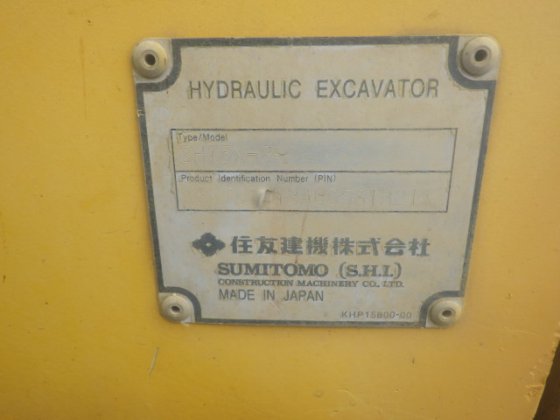 HYDRAULIC EXCAVATOR
Type/Model
Product Identification Number (PIN)
住友建機株式会社
SUMITOMO (S.H.I.)
CONSTRUCTION MACHINERY CO., LTD.
MADE IN JAPAN
KHP15800-00